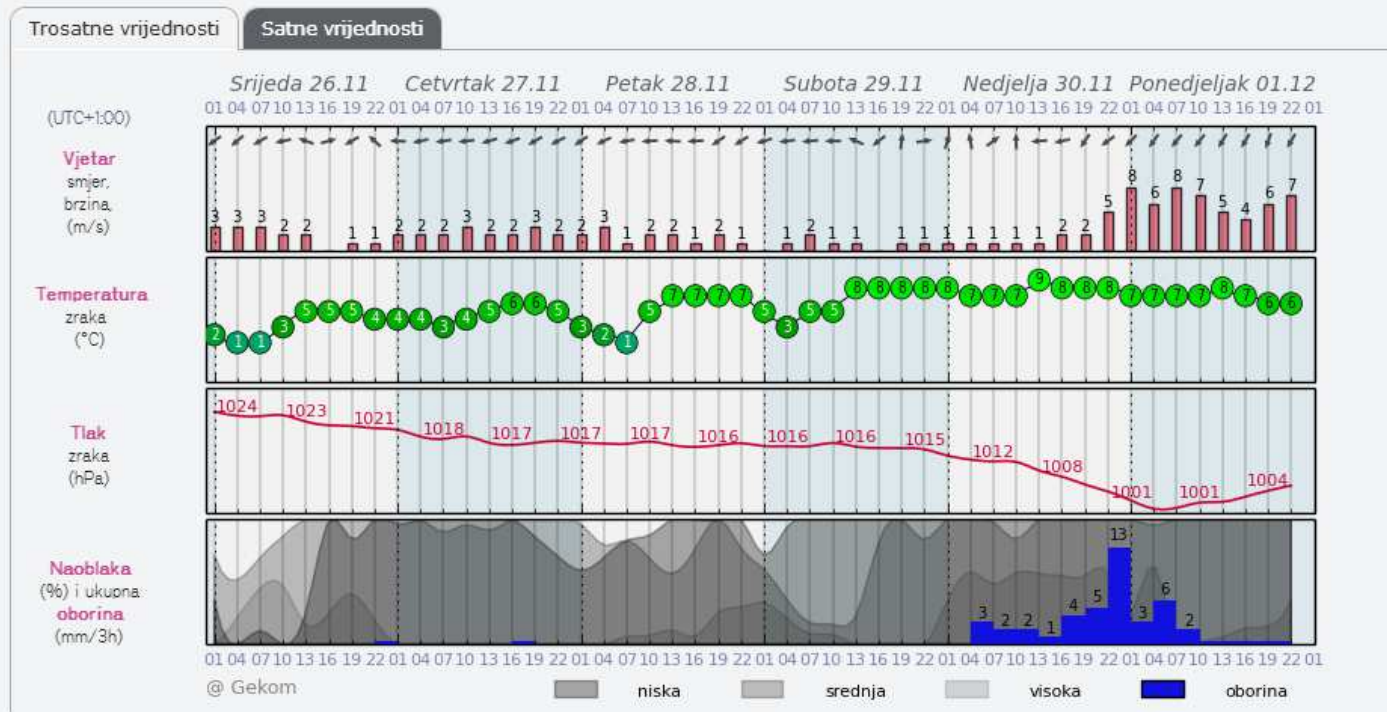 Trosatne vrijednosti
Satne vrijednosti
Srijeda 26.11 Cetvrtak 27.11 Petak 28.11 Subota 29.11 Nedjelja 30.11 Ponedjeljak 01.12
01 04 07 10 13 16 19 22 01 04 07 10 13 16 19 22 01 04 07 10 13 16 19 22 01 04 07 10 13 16 19 22 01 04 07 10 13 16 19 22 01 04 07 10 13 16 19 22 01
(UTC+1:00)
Vjetar
smjer,
brzina,
(m/s)
3 3 3 2 2 1 1 2 2 2 3 2 2 3 2 2 3 1 2 2 1 2 1 1 2 1 1 1 1 1 1 1 1 1 2 2 5 8 6 8 7 5 4 6 7
Temperatura
zraka
(°C)
2 1 1 3 5 5 5 4 4 4 3 4 5 6 6 5 3 2 1 5 7 7 7 7 5 3 5 5 8 8 8 8 8 7 7 7 9 8 8 8 7 7 7 7 8 7 6 6
Tlak
zraka
(hPa)
1024 1023 1021 1018 1017 1017 1017 1016 1016 1016 1015 1012 1008 1001 1001 1004
Naoblaka
(%) i ukupna
oborina
(mm/3h)
3 2 2 1 4 5 13 3 6 2
01 04 07 10 13 16 19 22 01 04 07 10 13 16 19 22 01 04 07 10 13 16 19 22 01 04 07 10 13 16 19 22 01 04 07 10 13 16 19 22 01 04 07 10 13 16 19 22 01
@ Gekom
niska srednja visoka oborina